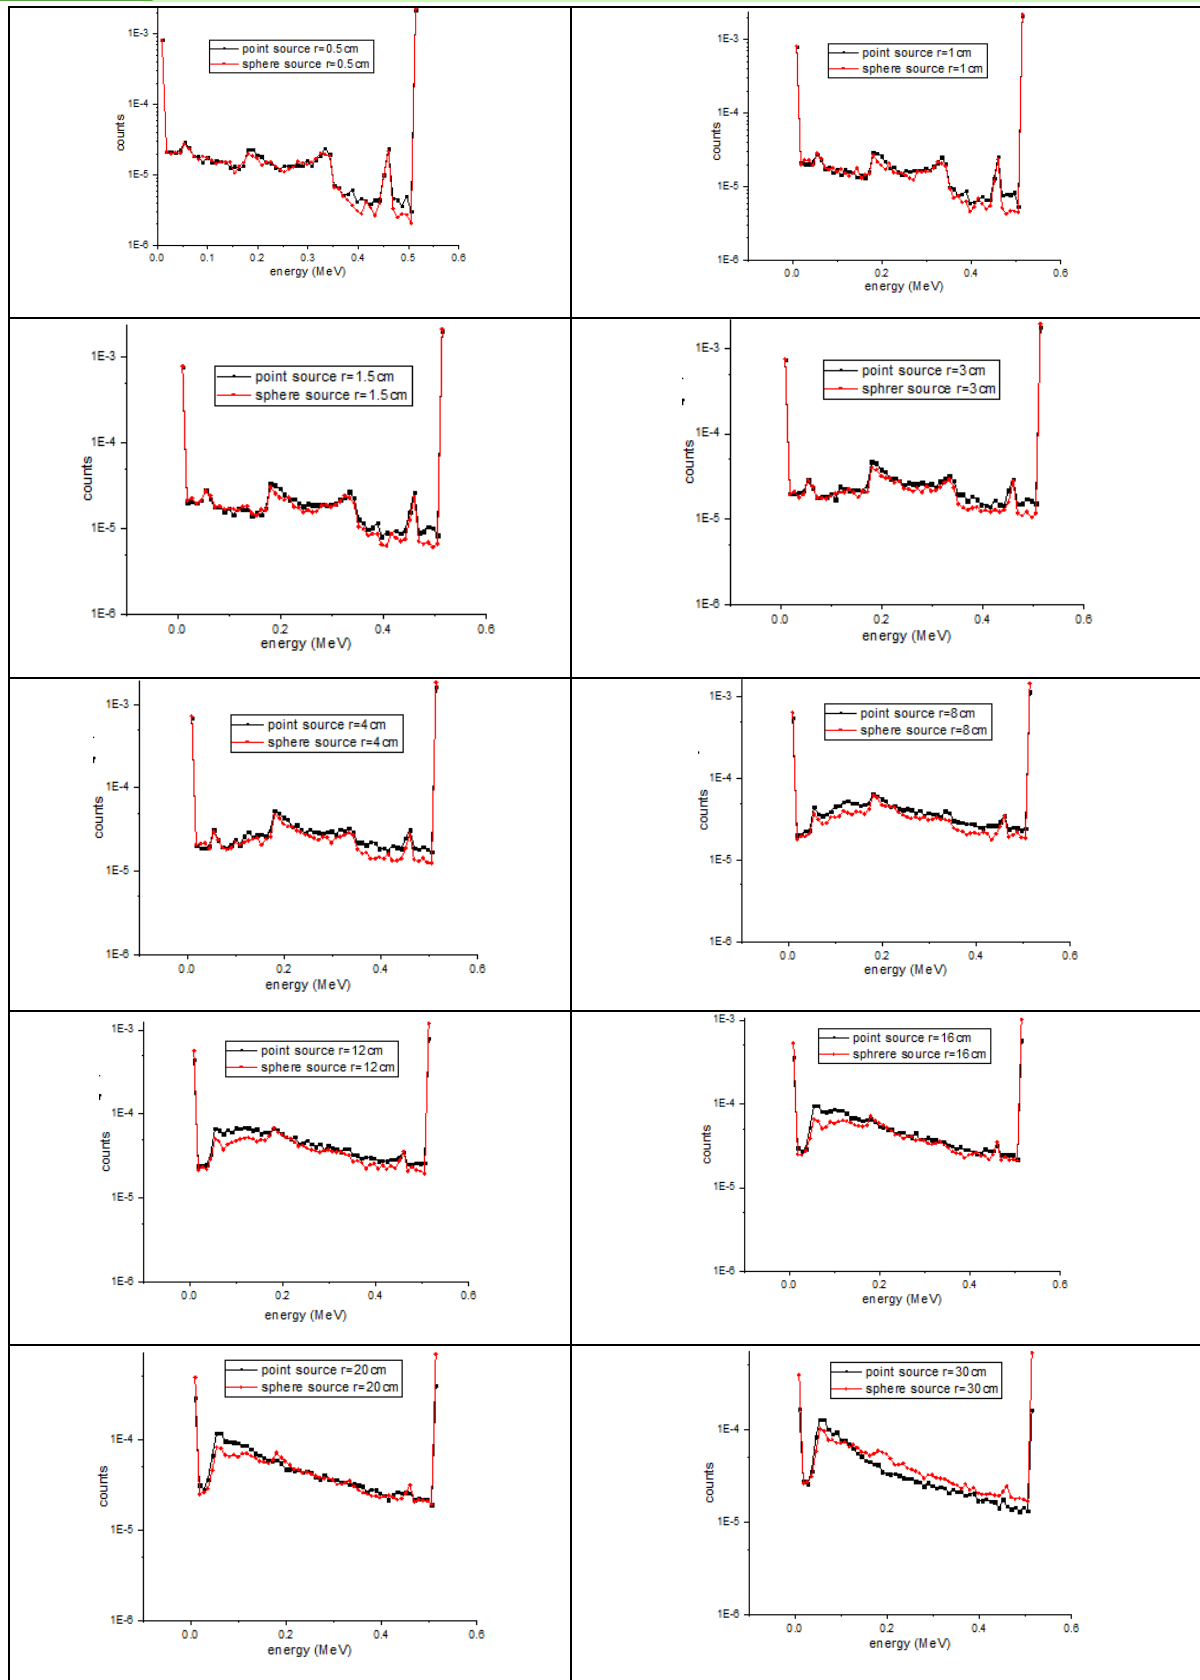 1E-3
1E-4
1E-5
1E-6
counts
point source r=0.5cm
sphere source r=0.5cm
0.0 0.1 0.2 0.3 0.4 0.5 0.6
energy (MeV)
1E-3
1E-4
1E-5
1E-6
counts
point source r=1cm
sphere source r=1cm
0.0 0.2 0.4 0.6
energy (MeV)
1E-3
1E-4
1E-5
1E-6
counts
point source r=1.5cm
sphere source r=1.5cm
0.0 0.2 0.4 0.6
energy (MeV)
1E-3
1E-4
1E-5
1E-6
counts
point source r=3cm
sphrer source r=3cm
0.0 0.2 0.4 0.6
energy (MeV)
1E-3
1E-4
1E-5
1E-6
counts
point source r=4cm
sphere source r=4cm
0.0 0.2 0.4 0.6
energy (MeV)
1E-3
1E-4
1E-5
1E-6
counts
point source r=8cm
sphere source r=8cm
0.0 0.2 0.4 0.6
energy (MeV)
1E-3
1E-4
1E-5
1E-6
counts
point source r=12cm
sphere source r=12cm
0.0 0.2 0.4 0.6
energy (MeV)
1E-3
1E-4
1E-5
1E-6
counts
point source r=16cm
sphrere source r=16cm
0.0 0.2 0.4 0.6
energy (MeV)
1E-4
1E-5
1E-6
counts
point source r=20cm
sphere source r=20cm
0.0 0.2 0.4 0.6
energy (MeV)
1E-4
1E-5
1E-6
counts
point source r=30cm
sphere source r=30cm
0.0 0.2 0.4 0.6
energy (MeV)